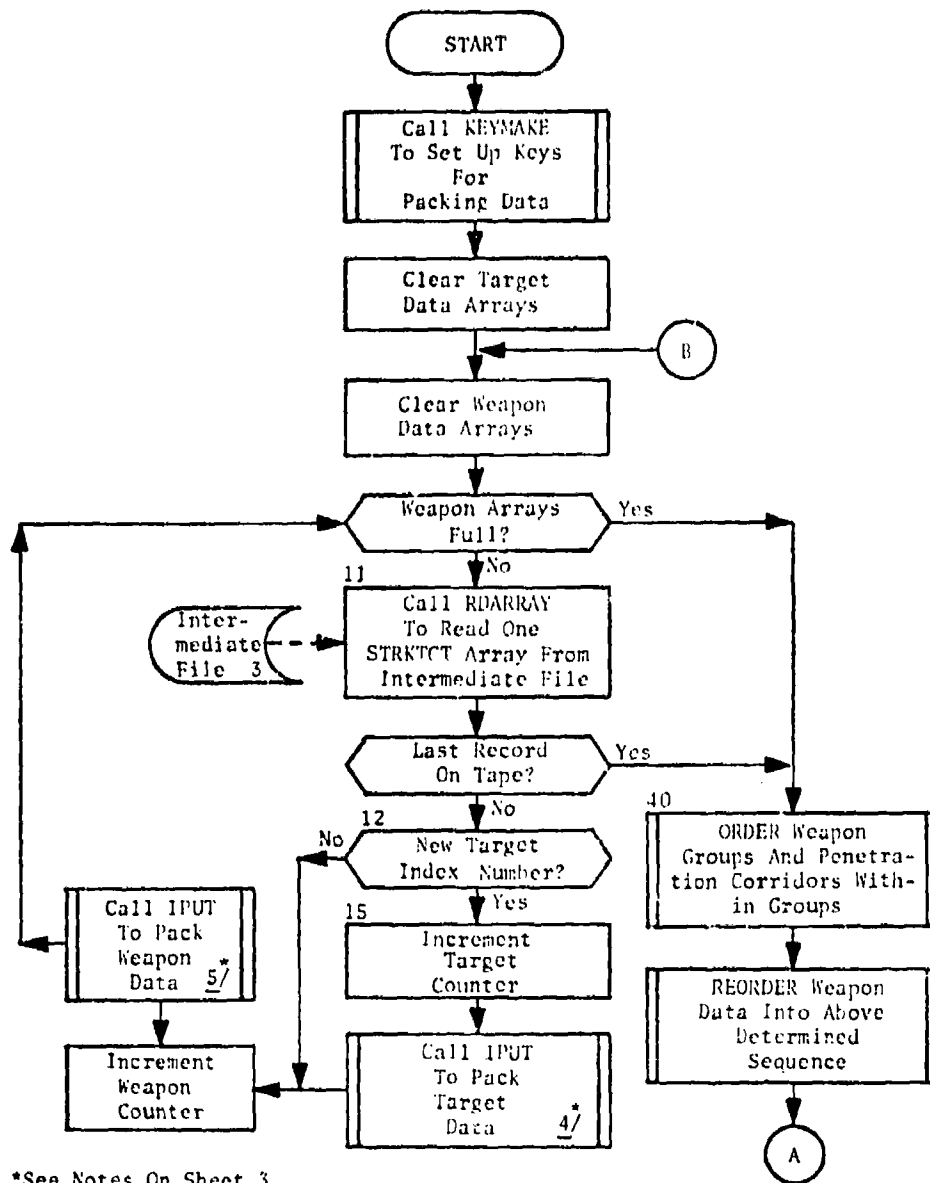 START
Call KEYMAKE
To Set Up Keys
For
Packing Data
Clear Target
Data Arrays
B
Clear Weapon
Data Arrays
Weapon Arrays
Full?
Yes
No
11
Call RDARRAY
To Read One
STRKTCT Array From
Intermediate File
Inter-
mediate
File 3
Last Record
On Tape?
Yes
No
12
No
New Target
Index Number?
Yes
40
ORDER Weapon
Groups And Penetra-
tion Corridors With-
in Groups
Call IPUT
To Pack
Weapon
Data 5/*
15
Increment
Target
Counter
REORDER Weapon
Data Into Above
Determined
Sequence
Increment
Weapon
Counter
Call IPUT
To Pack
Target
Data 4/*
A
*See Notes On Sheet 3